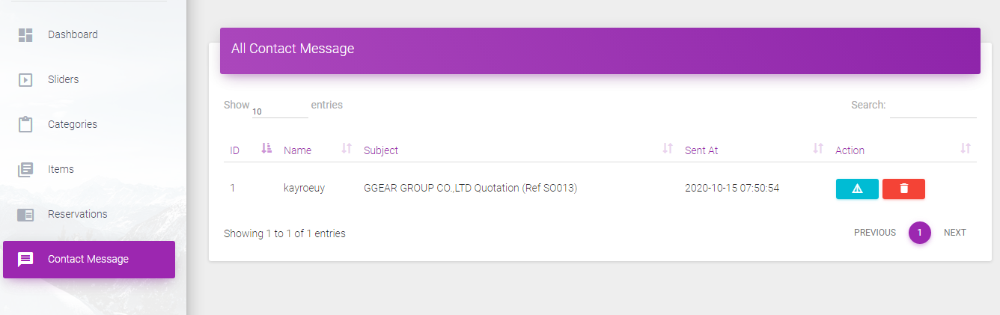 Dashboard
Sliders
Categories
Items
Reservations
Contact Message
All Contact Message
Show 10 entries
Search:
ID Name Subject Sent At Action
1 kayroeuy GGEAR GROUP CO.,LTD Quotation (Ref SO013) 2020-10-15 07:50:54
Showing 1 to 1 of 1 entries
PREVIOUS 1 NEXT